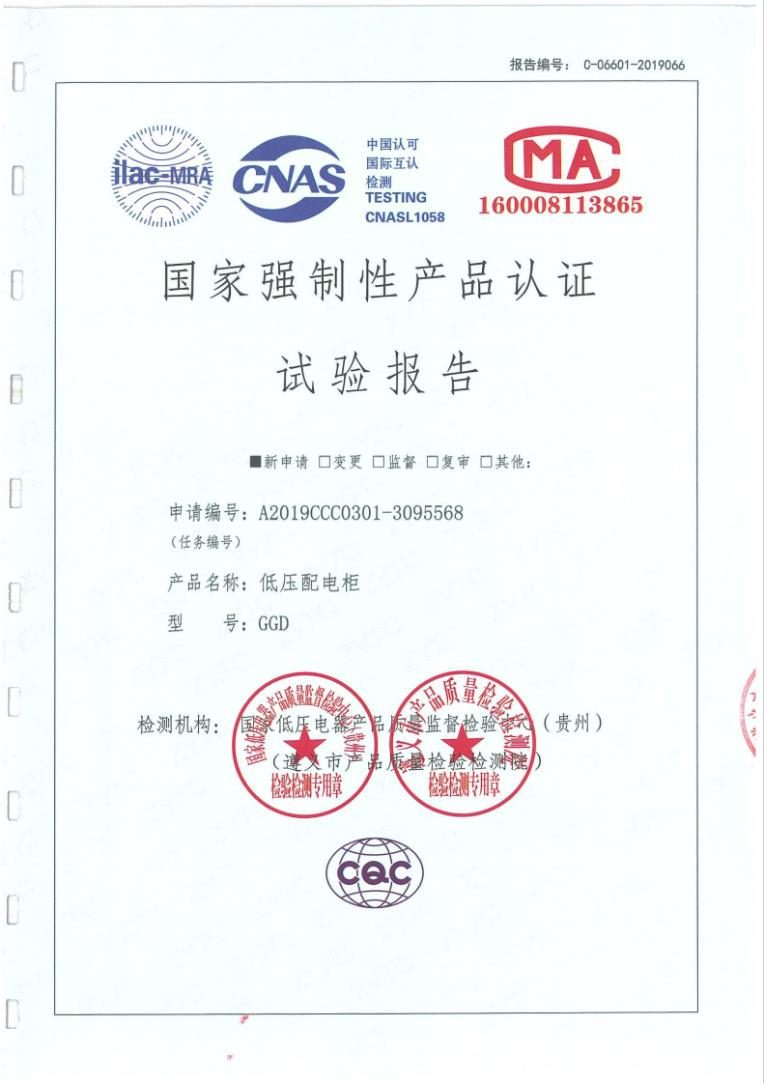 报告编号： C-06601-2019066
ilac-MRA
CNAS
中国认可
国际互认
检测
TESTING
CNASL1058
MA
160008113865
国家强制性产品认证
试验报告
■新申请 □变更 □监督 □复审 □其他：
申请编号：A2019CCC0301-3095568
（任务编号）
产品名称：低压配电柜
型 号：GGD
检测机构：国家低压电器产品质量监督检验中心（贵州）
（遵义市产品质量检验检测院）
检验检测专用章
检验检测专用章
CQC